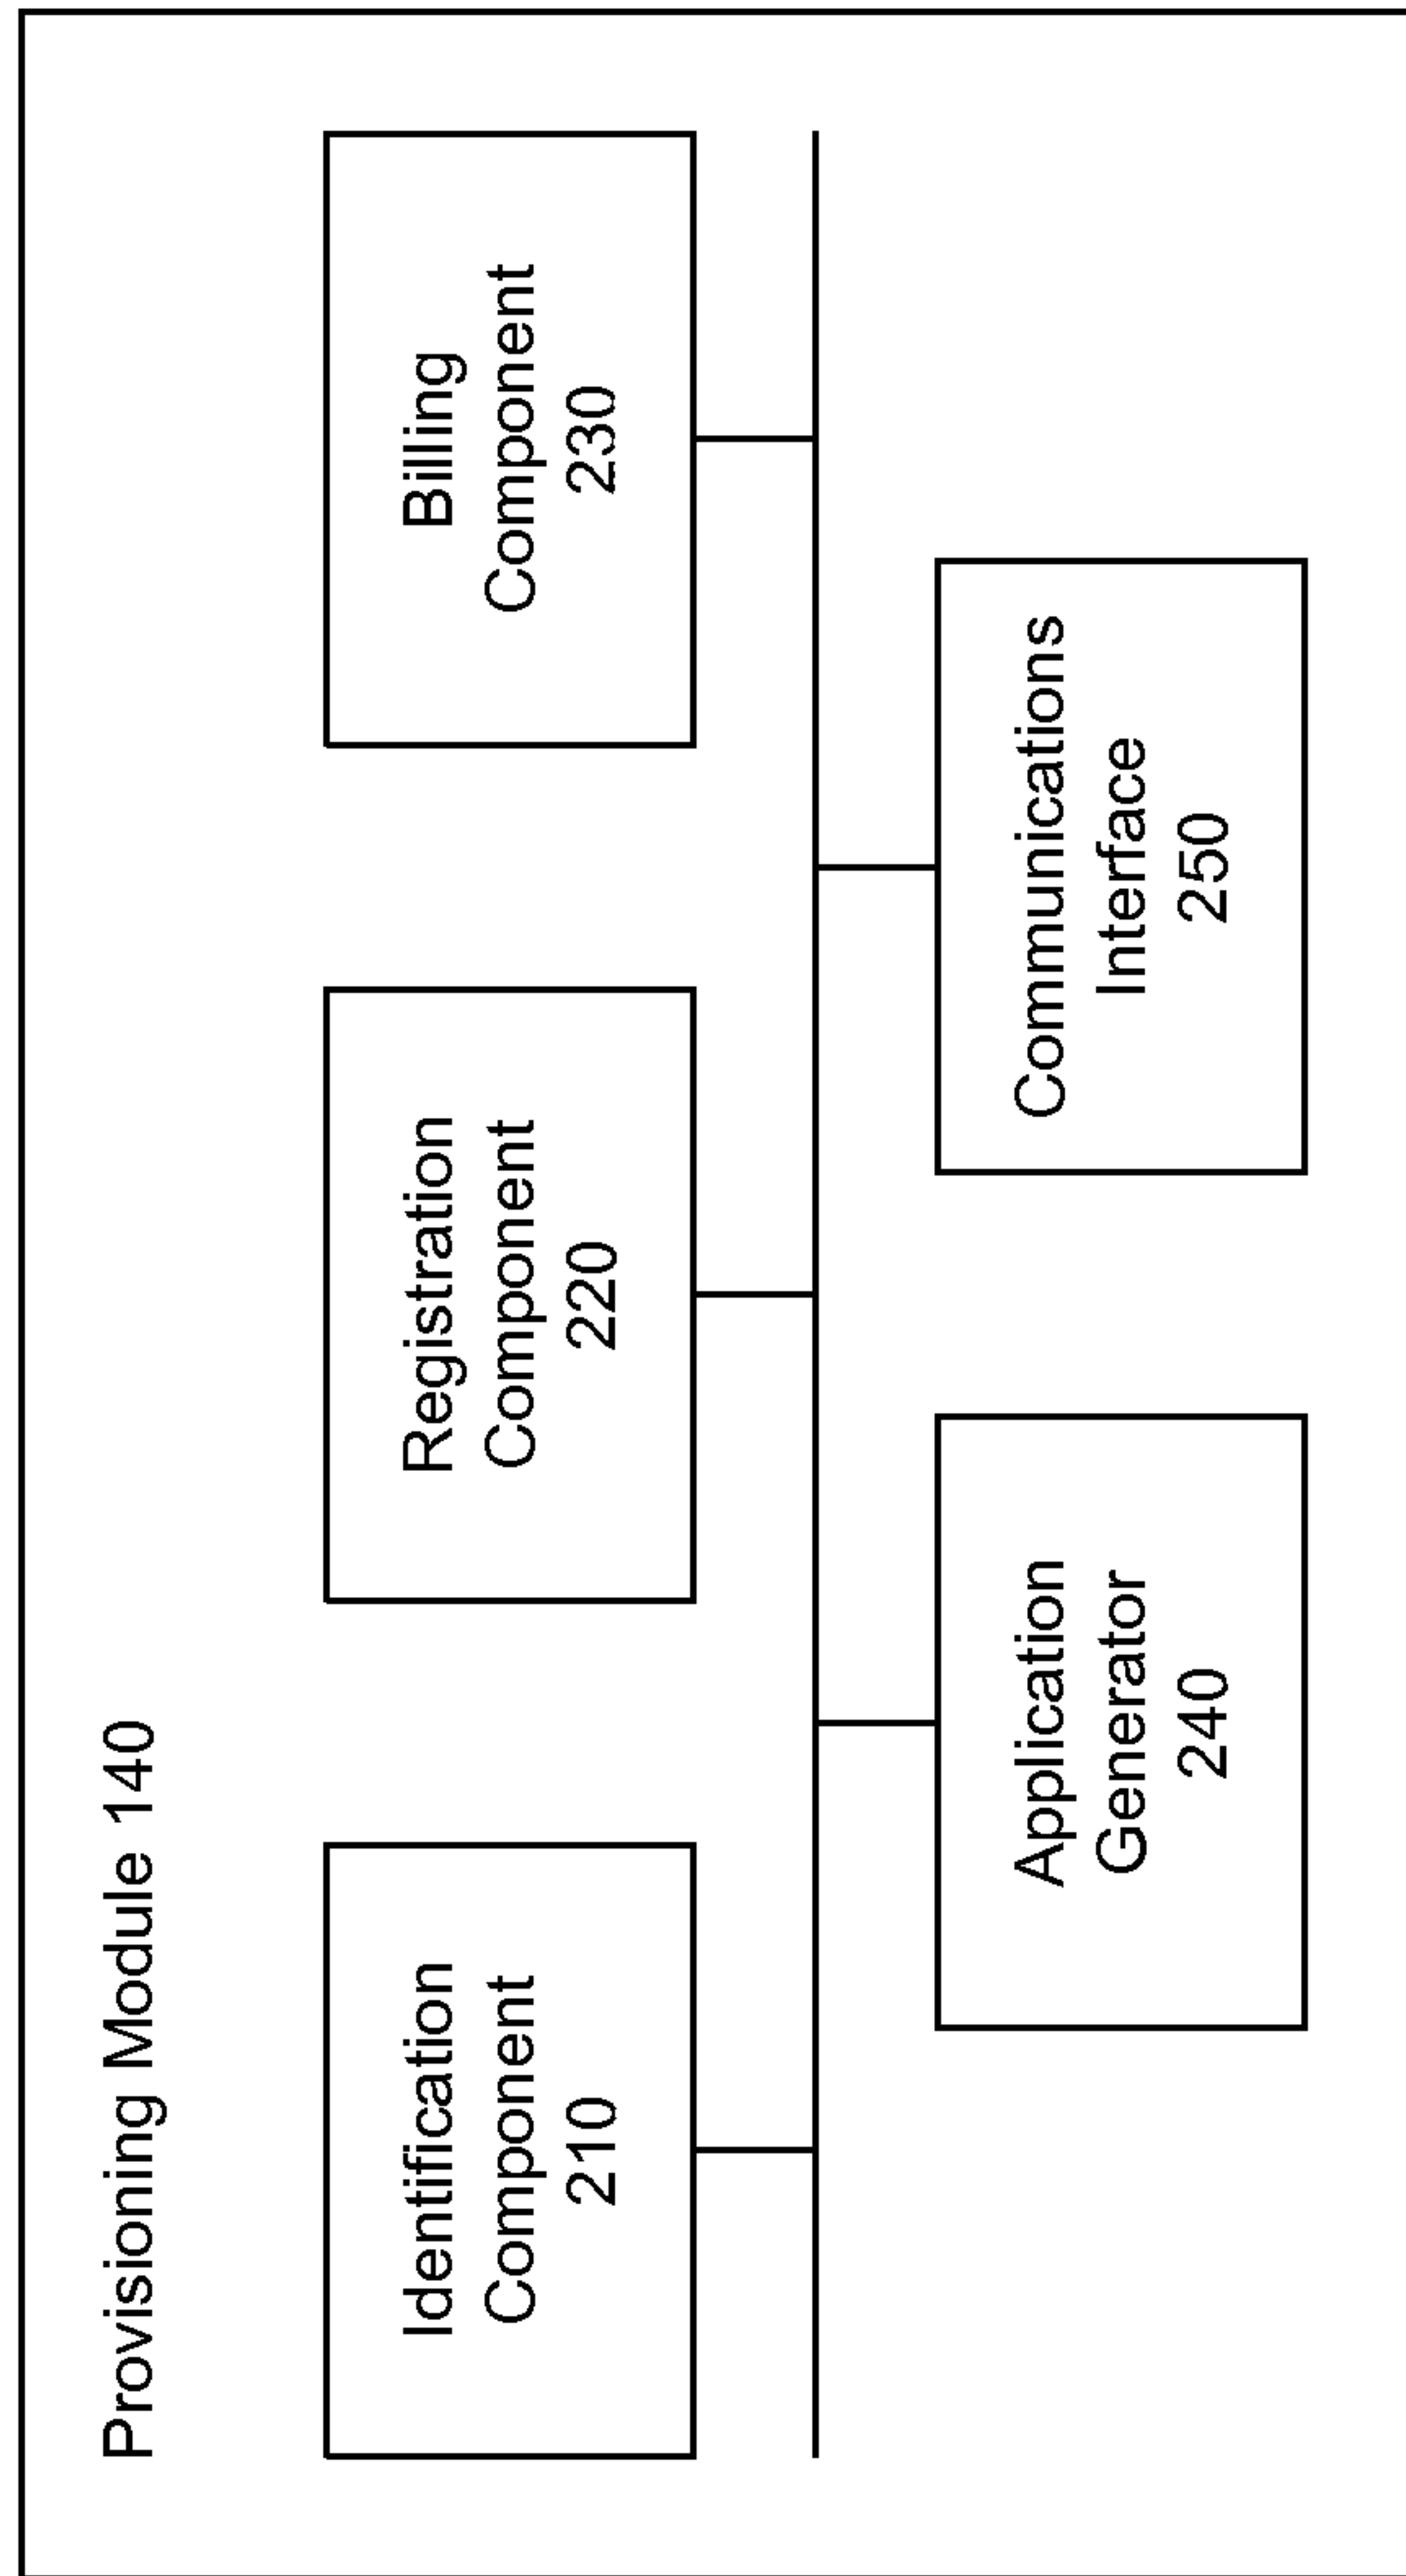 Provisioning Module 140
Identification
Component
210
Registration
Component
220
Billing
Component
230
Application
Generator
240
Communications
Interface
250